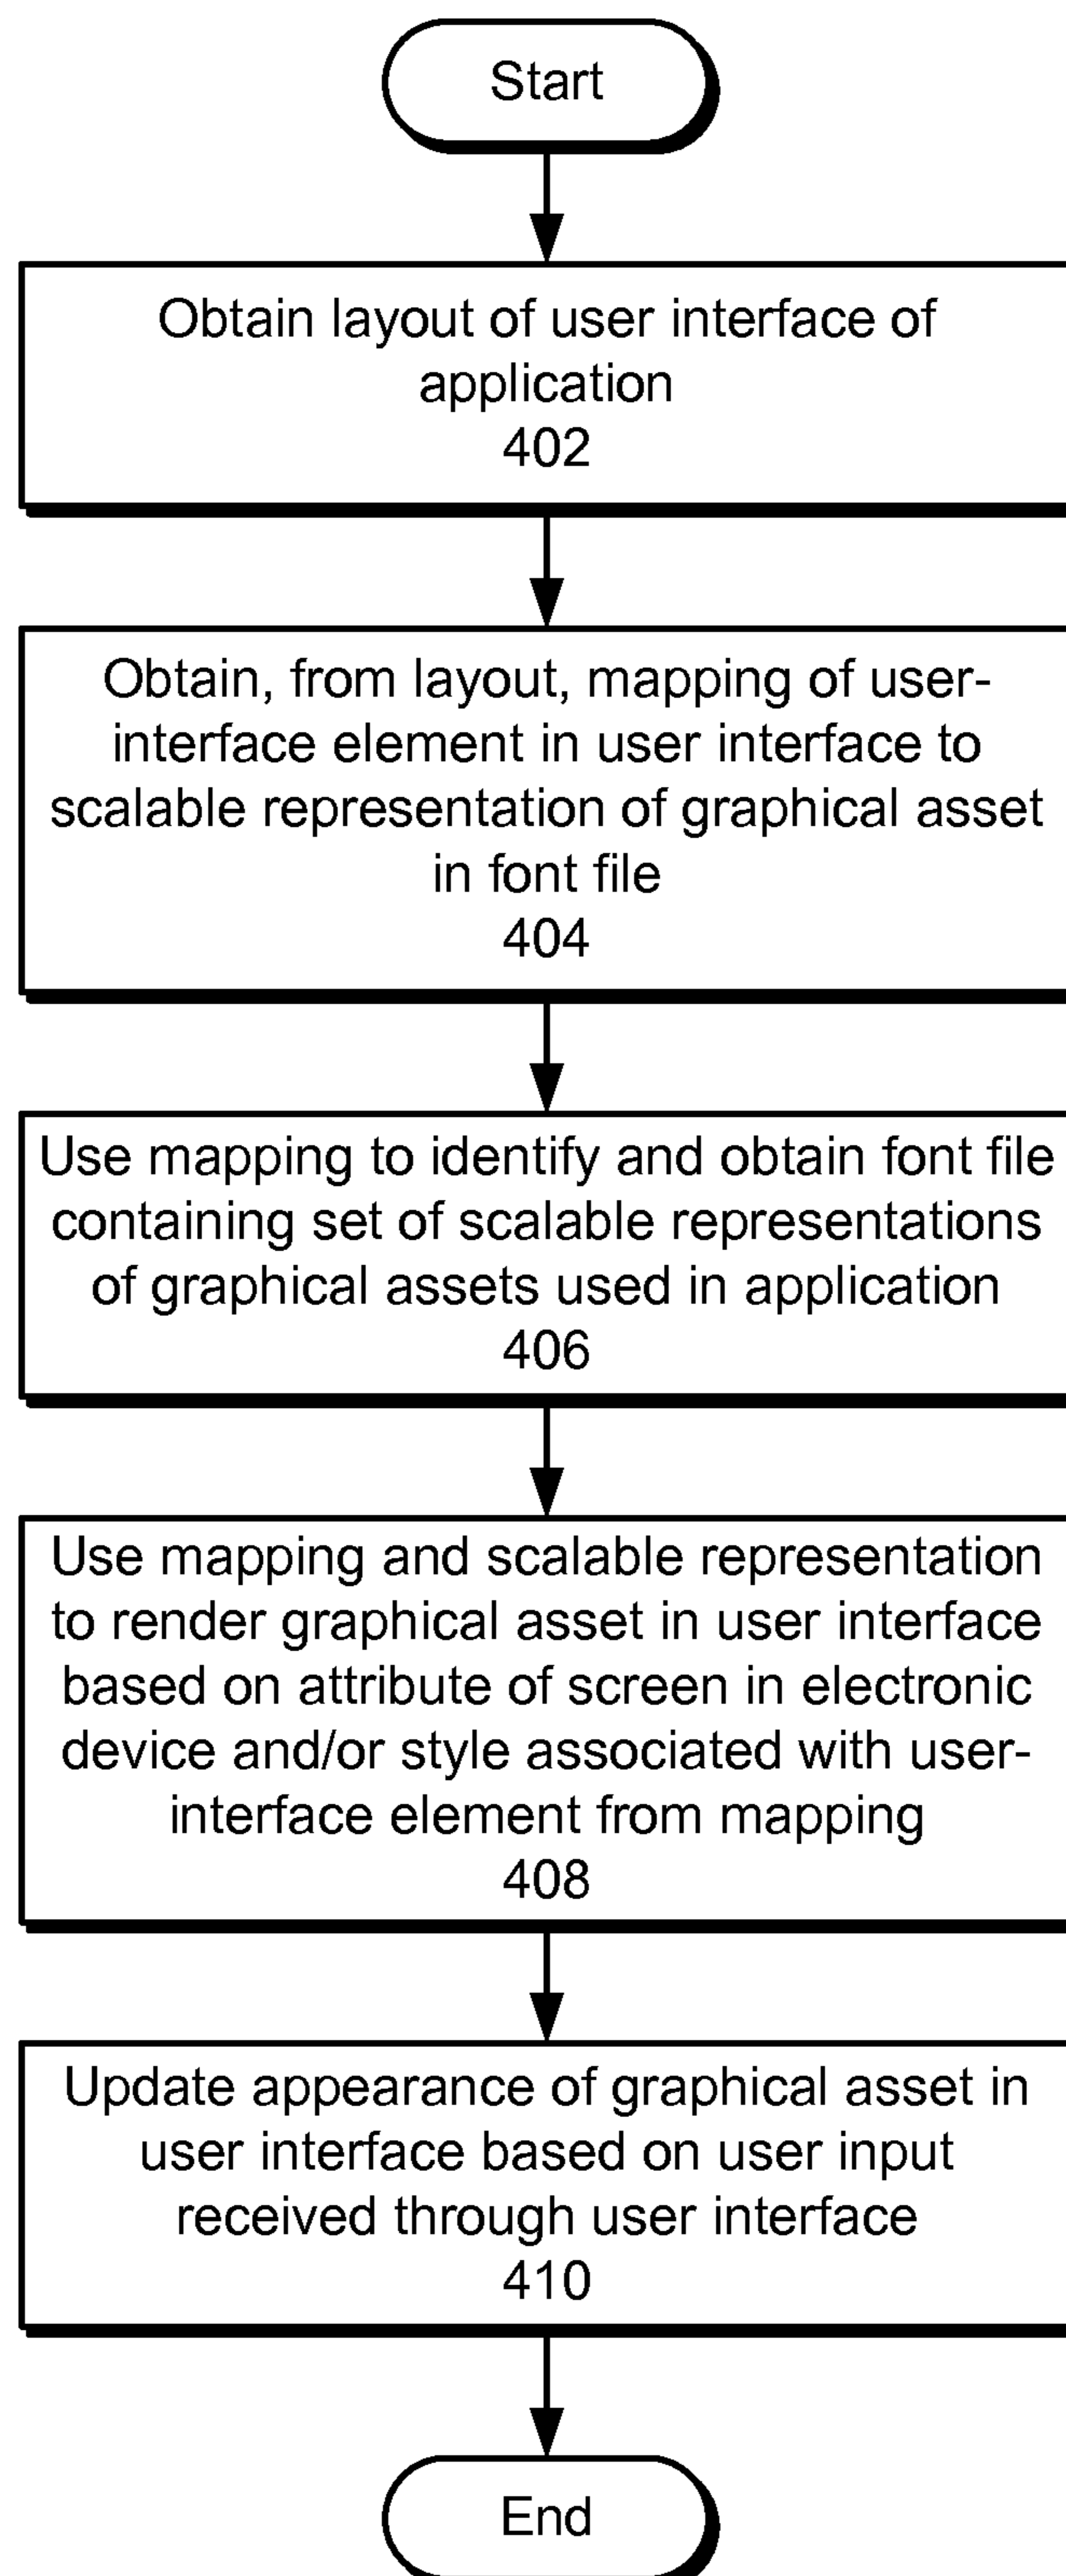 Start
Obtain layout of user interface of
application
402
Obtain, from layout, mapping of user-
interface element in user interface to
scalable representation of graphical asset
in font file
404
Use mapping to identify and obtain font file
containing set of scalable representations
of graphical assets used in application
406
Use mapping and scalable representation
to render graphical asset in user interface
based on attribute of screen in electronic
device and/or style associated with user-
interface element from mapping
408
Update appearance of graphical asset in
user interface based on user input
received through user interface
410
End